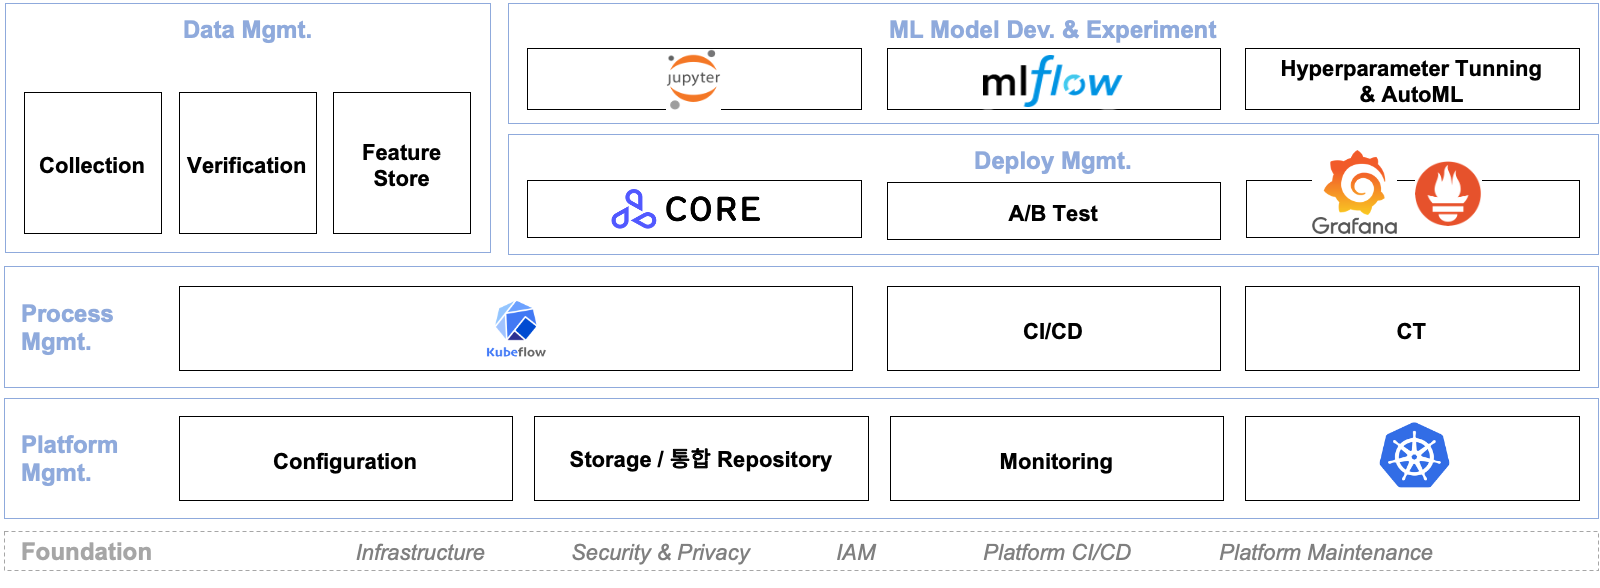 Data Mgmt.
Collection
Verification
Feature
Store
ML Model Dev. & Experiment
jupyter
mlflow
Hyperparameter Tunning
& AutoML
Deploy Mgmt.
CORE
A/B Test
Grafana
Process
Mgmt.
Kubeflow
CI/CD
CT
Platform
Mgmt.
Configuration
Storage / 통합 Repository
Monitoring
Foundation
Infrastructure
Security & Privacy
IAM
Platform CI/CD
Platform Maintenance